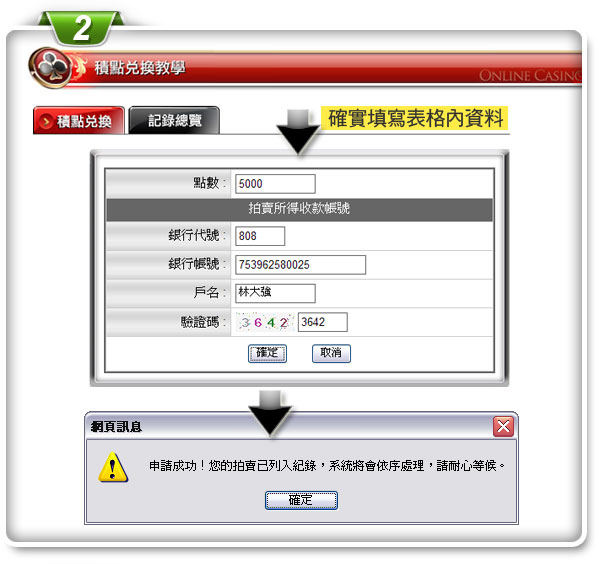 2
積點兌換教學
ONLINE CASINO
積點兌換
記錄總覽
確實填寫表格內資料
點數：5000
拍賣所得收款帳號
銀行代號：808
銀行帳號：753962580025
戶名：林大強
驗證碼：3642 3642
確定 取消
網頁訊息
申請成功！您的拍賣已列入紀錄，系統將會依序處理，請耐心等候。
確定